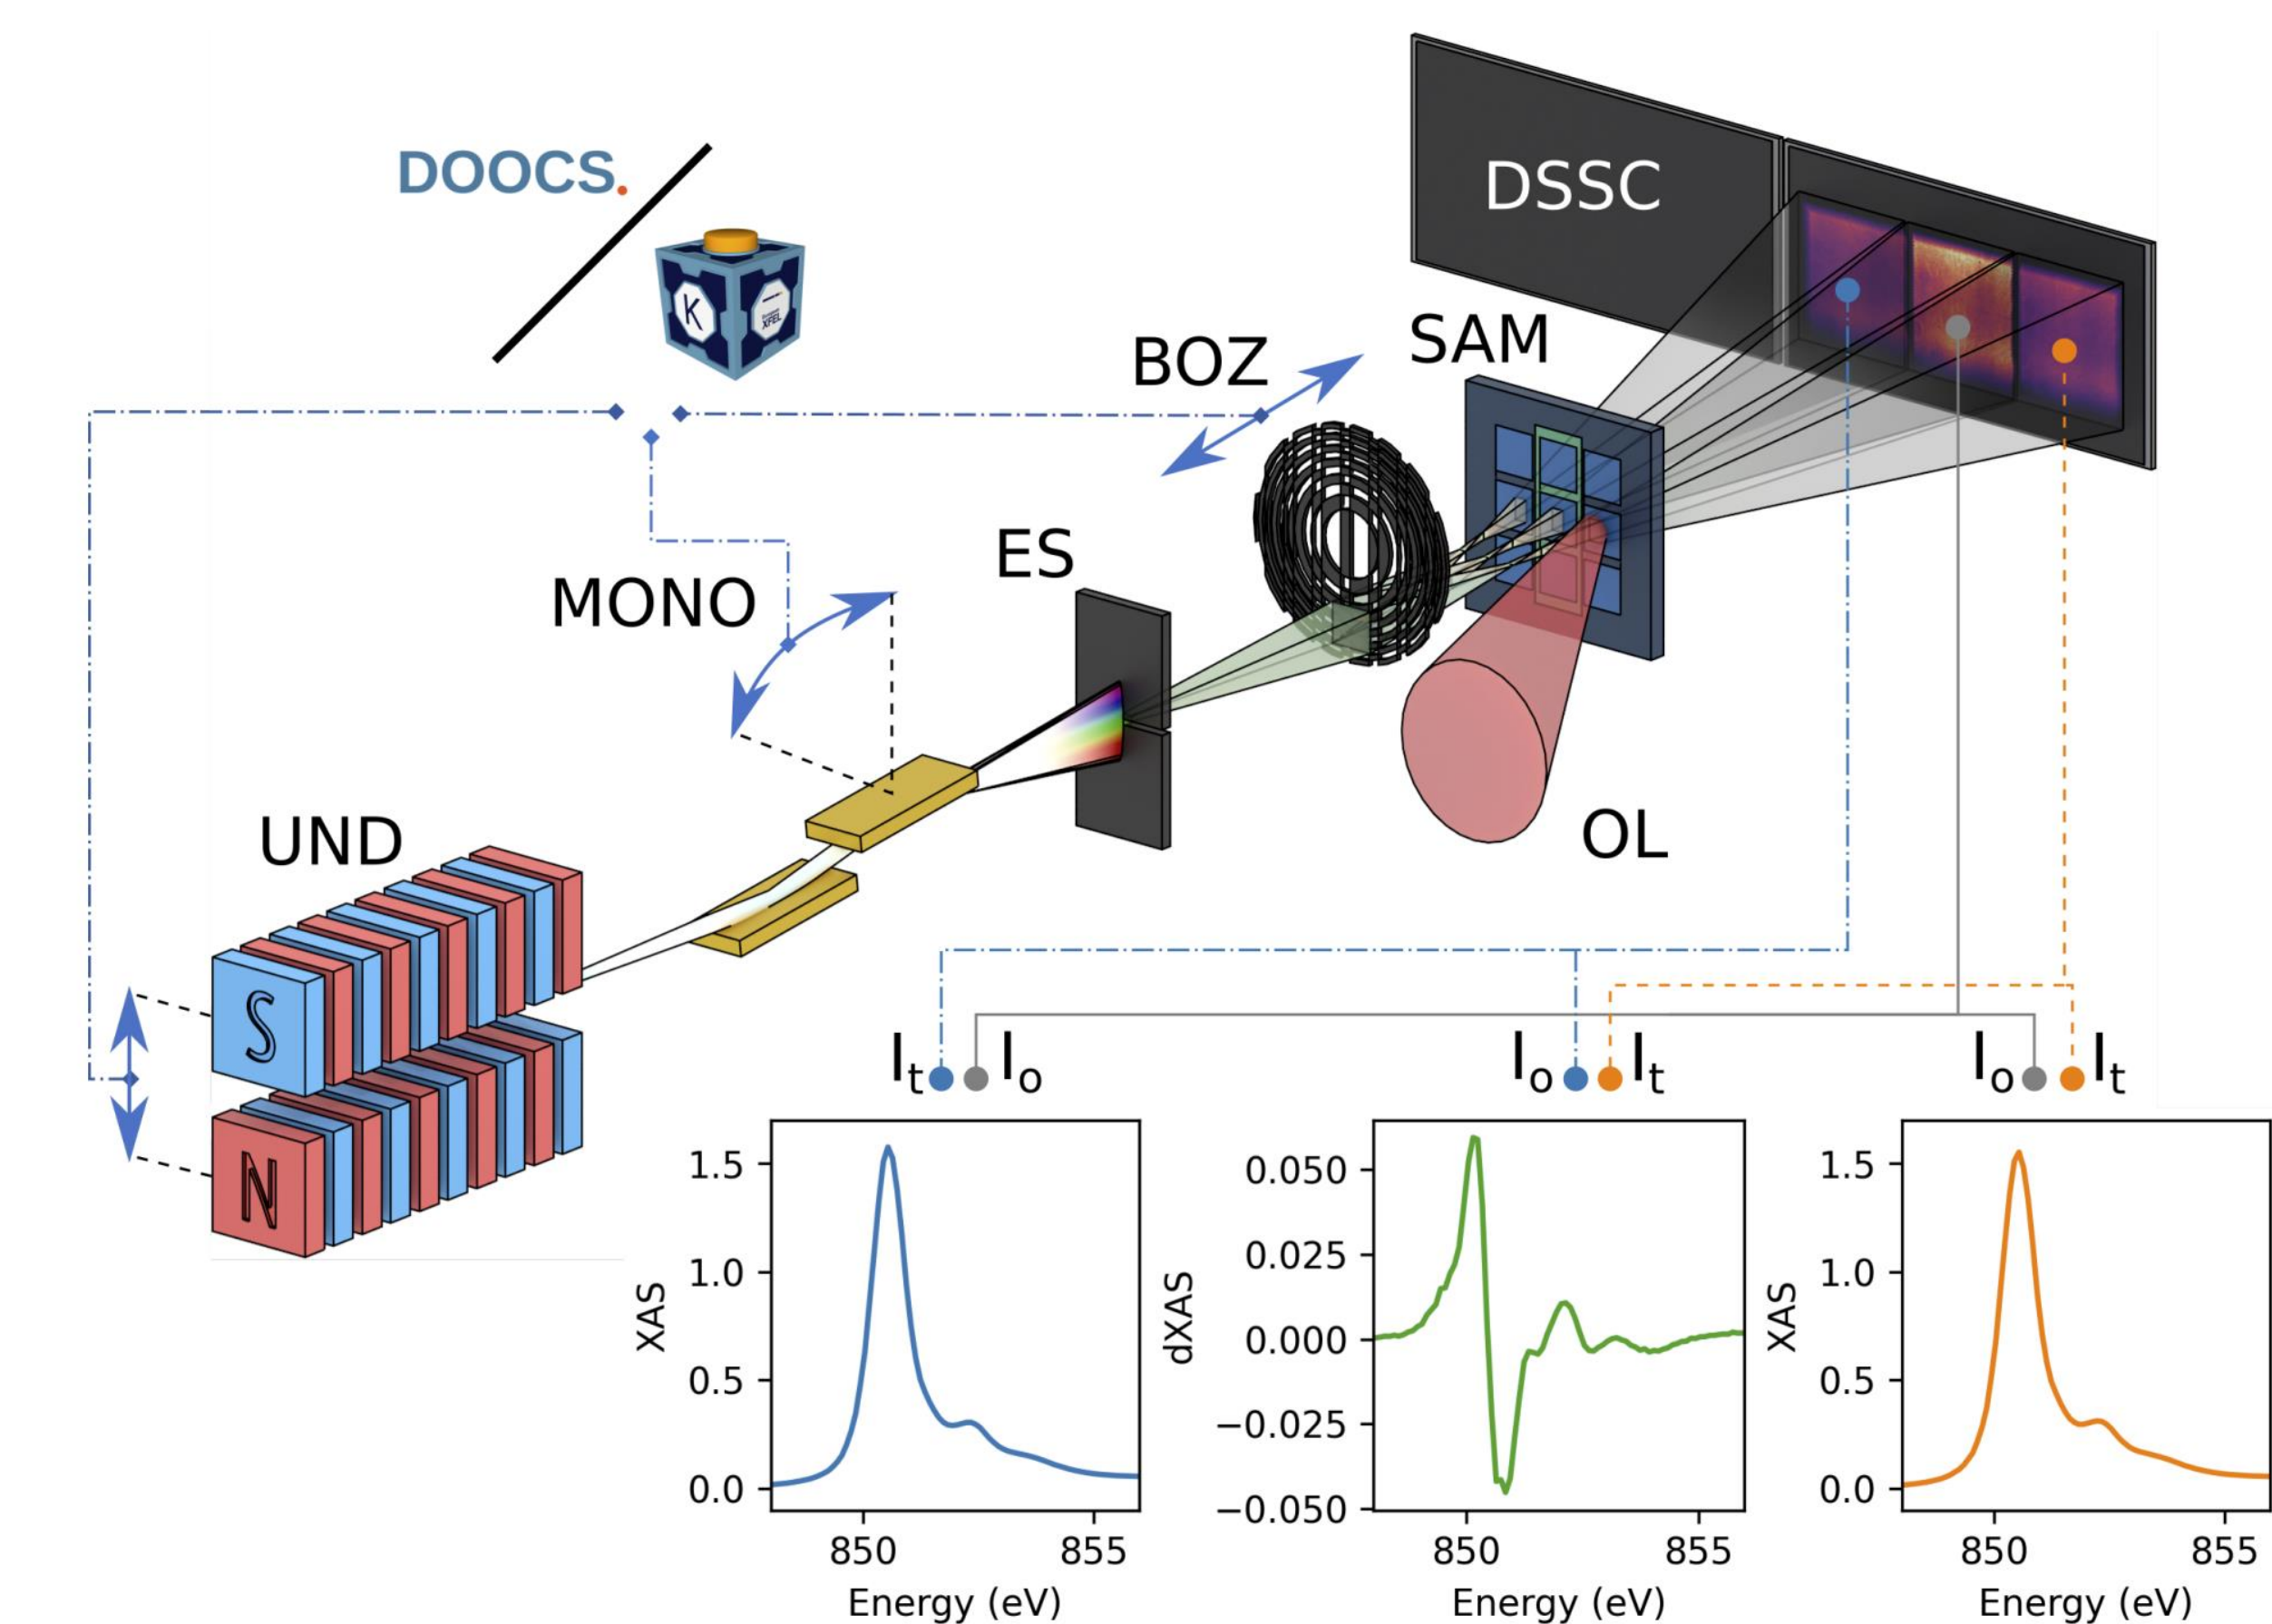 DOOCS.
K
European
XFEL
DSSC
BOZ
SAM
ES
MONO
OL
UND
S
N
It Io
Io It
Io It
XAS
1.5
1.0
0.5
0.0
850 855
Energy (eV)
dXAS
0.050
0.025
0.000
−0.025
−0.050
850 855
Energy (eV)
XAS
1.5
1.0
0.5
0.0
850 855
Energy (eV)